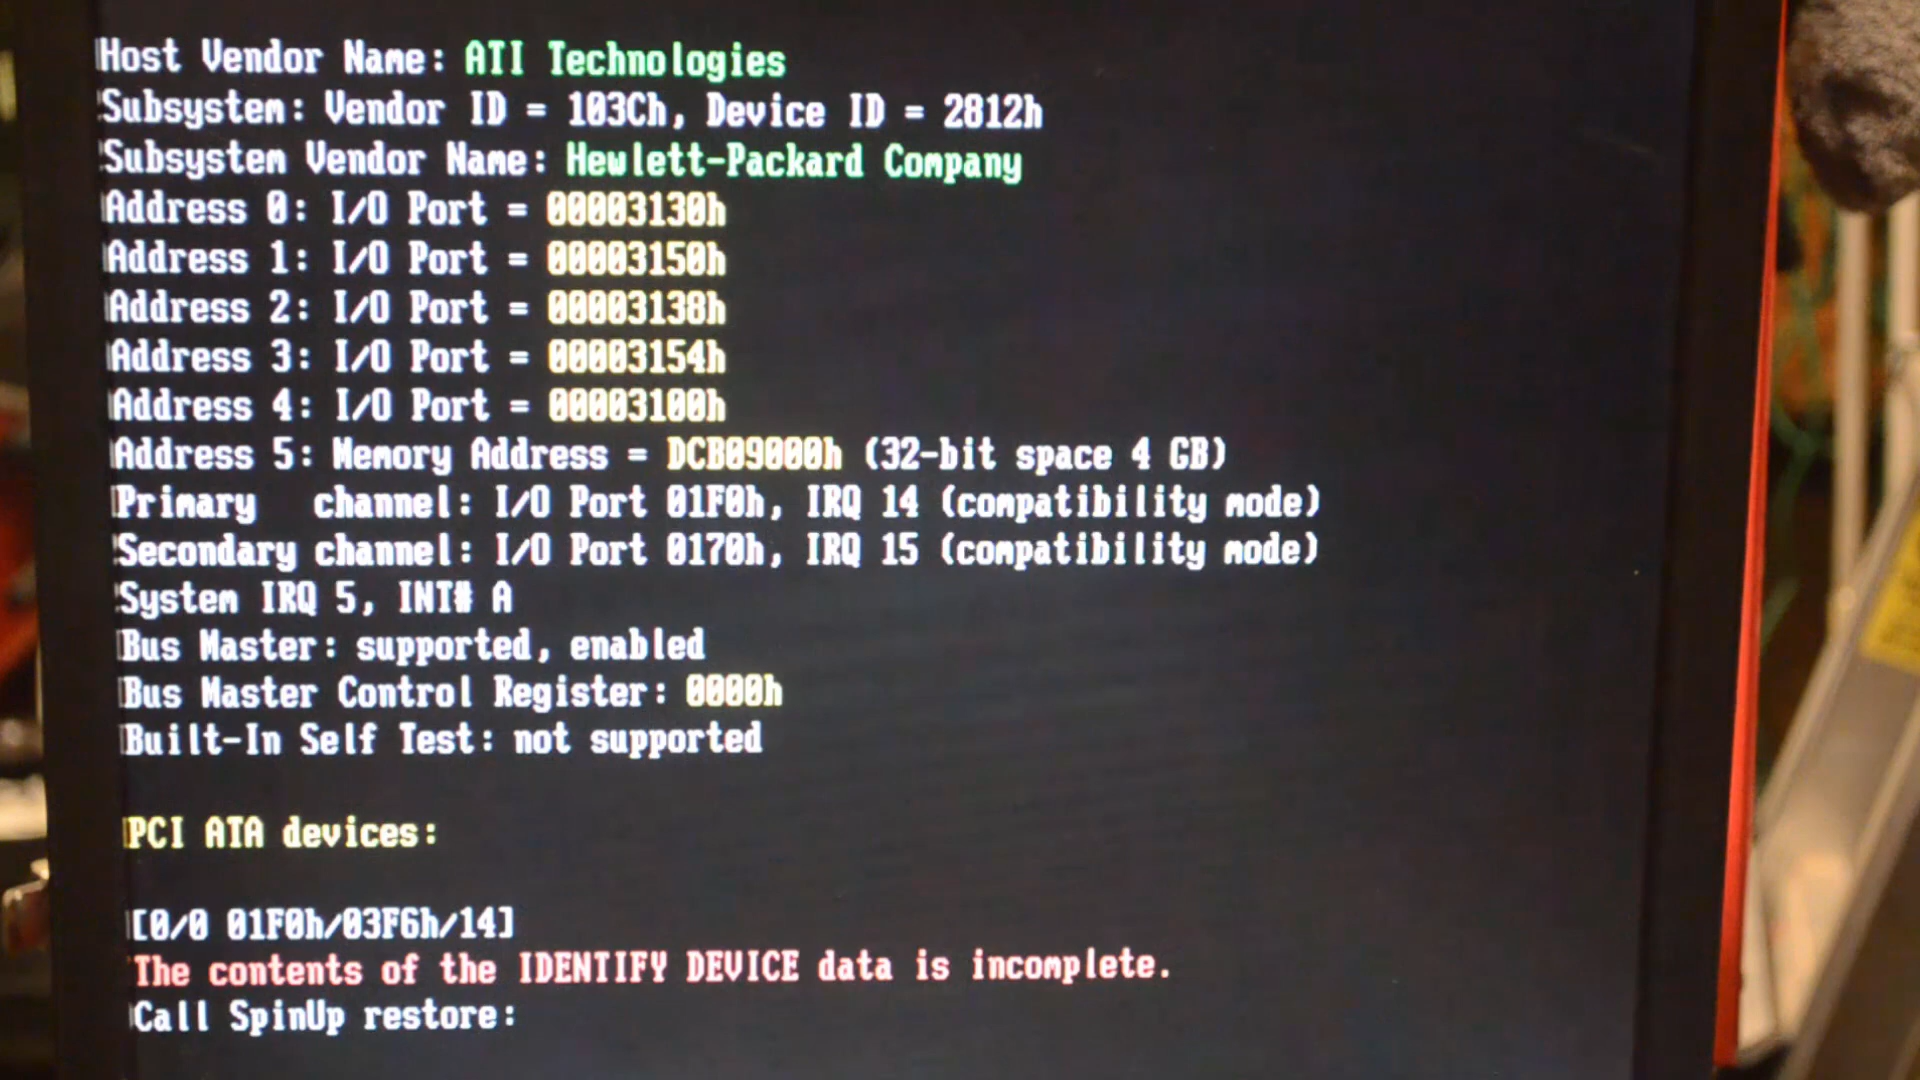 Host Vendor Name: ATI Technologies
Subsystem: Vendor ID = 103Ch, Device ID = 2812h
Subsystem Vendor Name: Hewlett-Packard Company
Address 0: I/O Port = 00003130h
Address 1: I/O Port = 00003150h
Address 2: I/O Port = 00003138h
Address 3: I/O Port = 00003154h
Address 4: I/O Port = 00003100h
Address 5: Memory Address = DCB09000h (32-bit space 4 GB)
Primary   channel: I/O Port 01F0h, IRQ 14 (compatibility mode)
Secondary channel: I/O Port 0170h, IRQ 15 (compatibility mode)
System IRQ 5, INT# A
Bus Master: supported, enabled
Bus Master Control Register: 0000h
Built-In Self Test: not supported
PCI ATA devices:
[0/0 01F0h/03F6h/14]
The contents of the IDENTIFY DEVICE data is incomplete.
Call SpinUp restore: